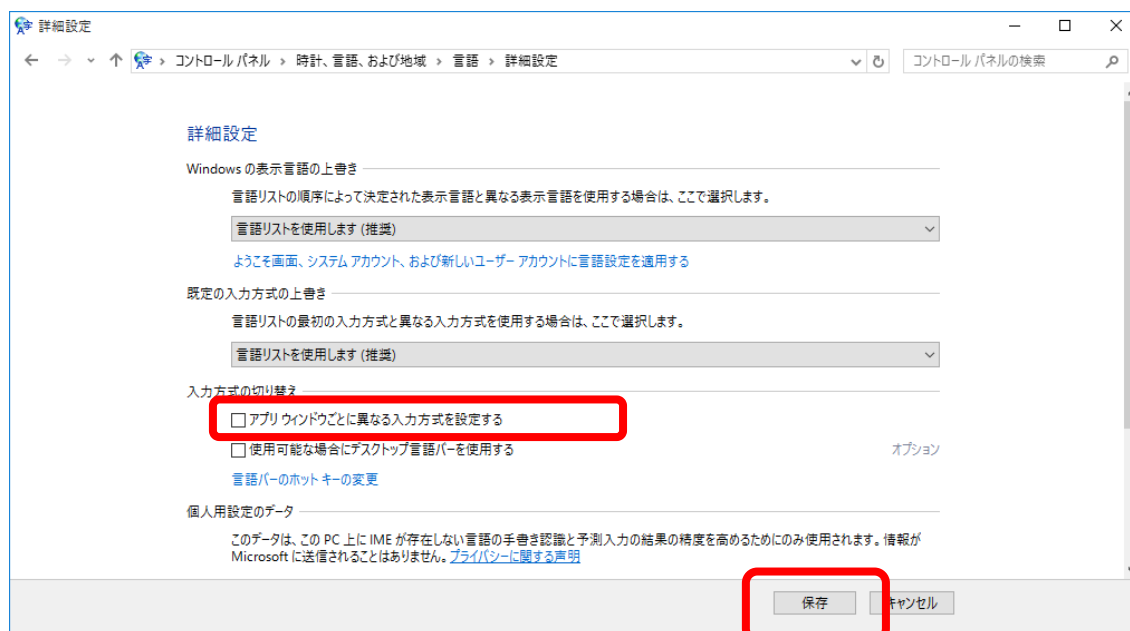 詳細設定
コントロール パネル › 時計、言語、および地域 › 言語 › 詳細設定
コントロール パネルの検索
詳細設定
Windows の表示言語の上書き
言語リストの順序によって決定された表示言語と異なる表示言語を使用する場合は、ここで選択します。
言語リストを使用します (推奨)
ようこそ画面、システム アカウント、および新しいユーザー アカウントに言語設定を適用する
既定の入力方式の上書き
言語リストの最初の入力方式と異なる入力方式を使用する場合は、ここで選択します。
言語リストを使用します (推奨)
入力方式の切り替え
アプリ ウィンドウごとに異なる入力方式を設定する
使用可能な場合にデスクトップ言語バーを使用する
オプション
言語バーのホット キーの変更
個人用設定のデータ
このデータは、この PC 上に IME が存在しない言語の手書き認識と予測入力の結果の精度を高めるためにのみ使用されます。情報が
Microsoft に送信されることはありません。プライバシーに関する声明
保存
キャンセル